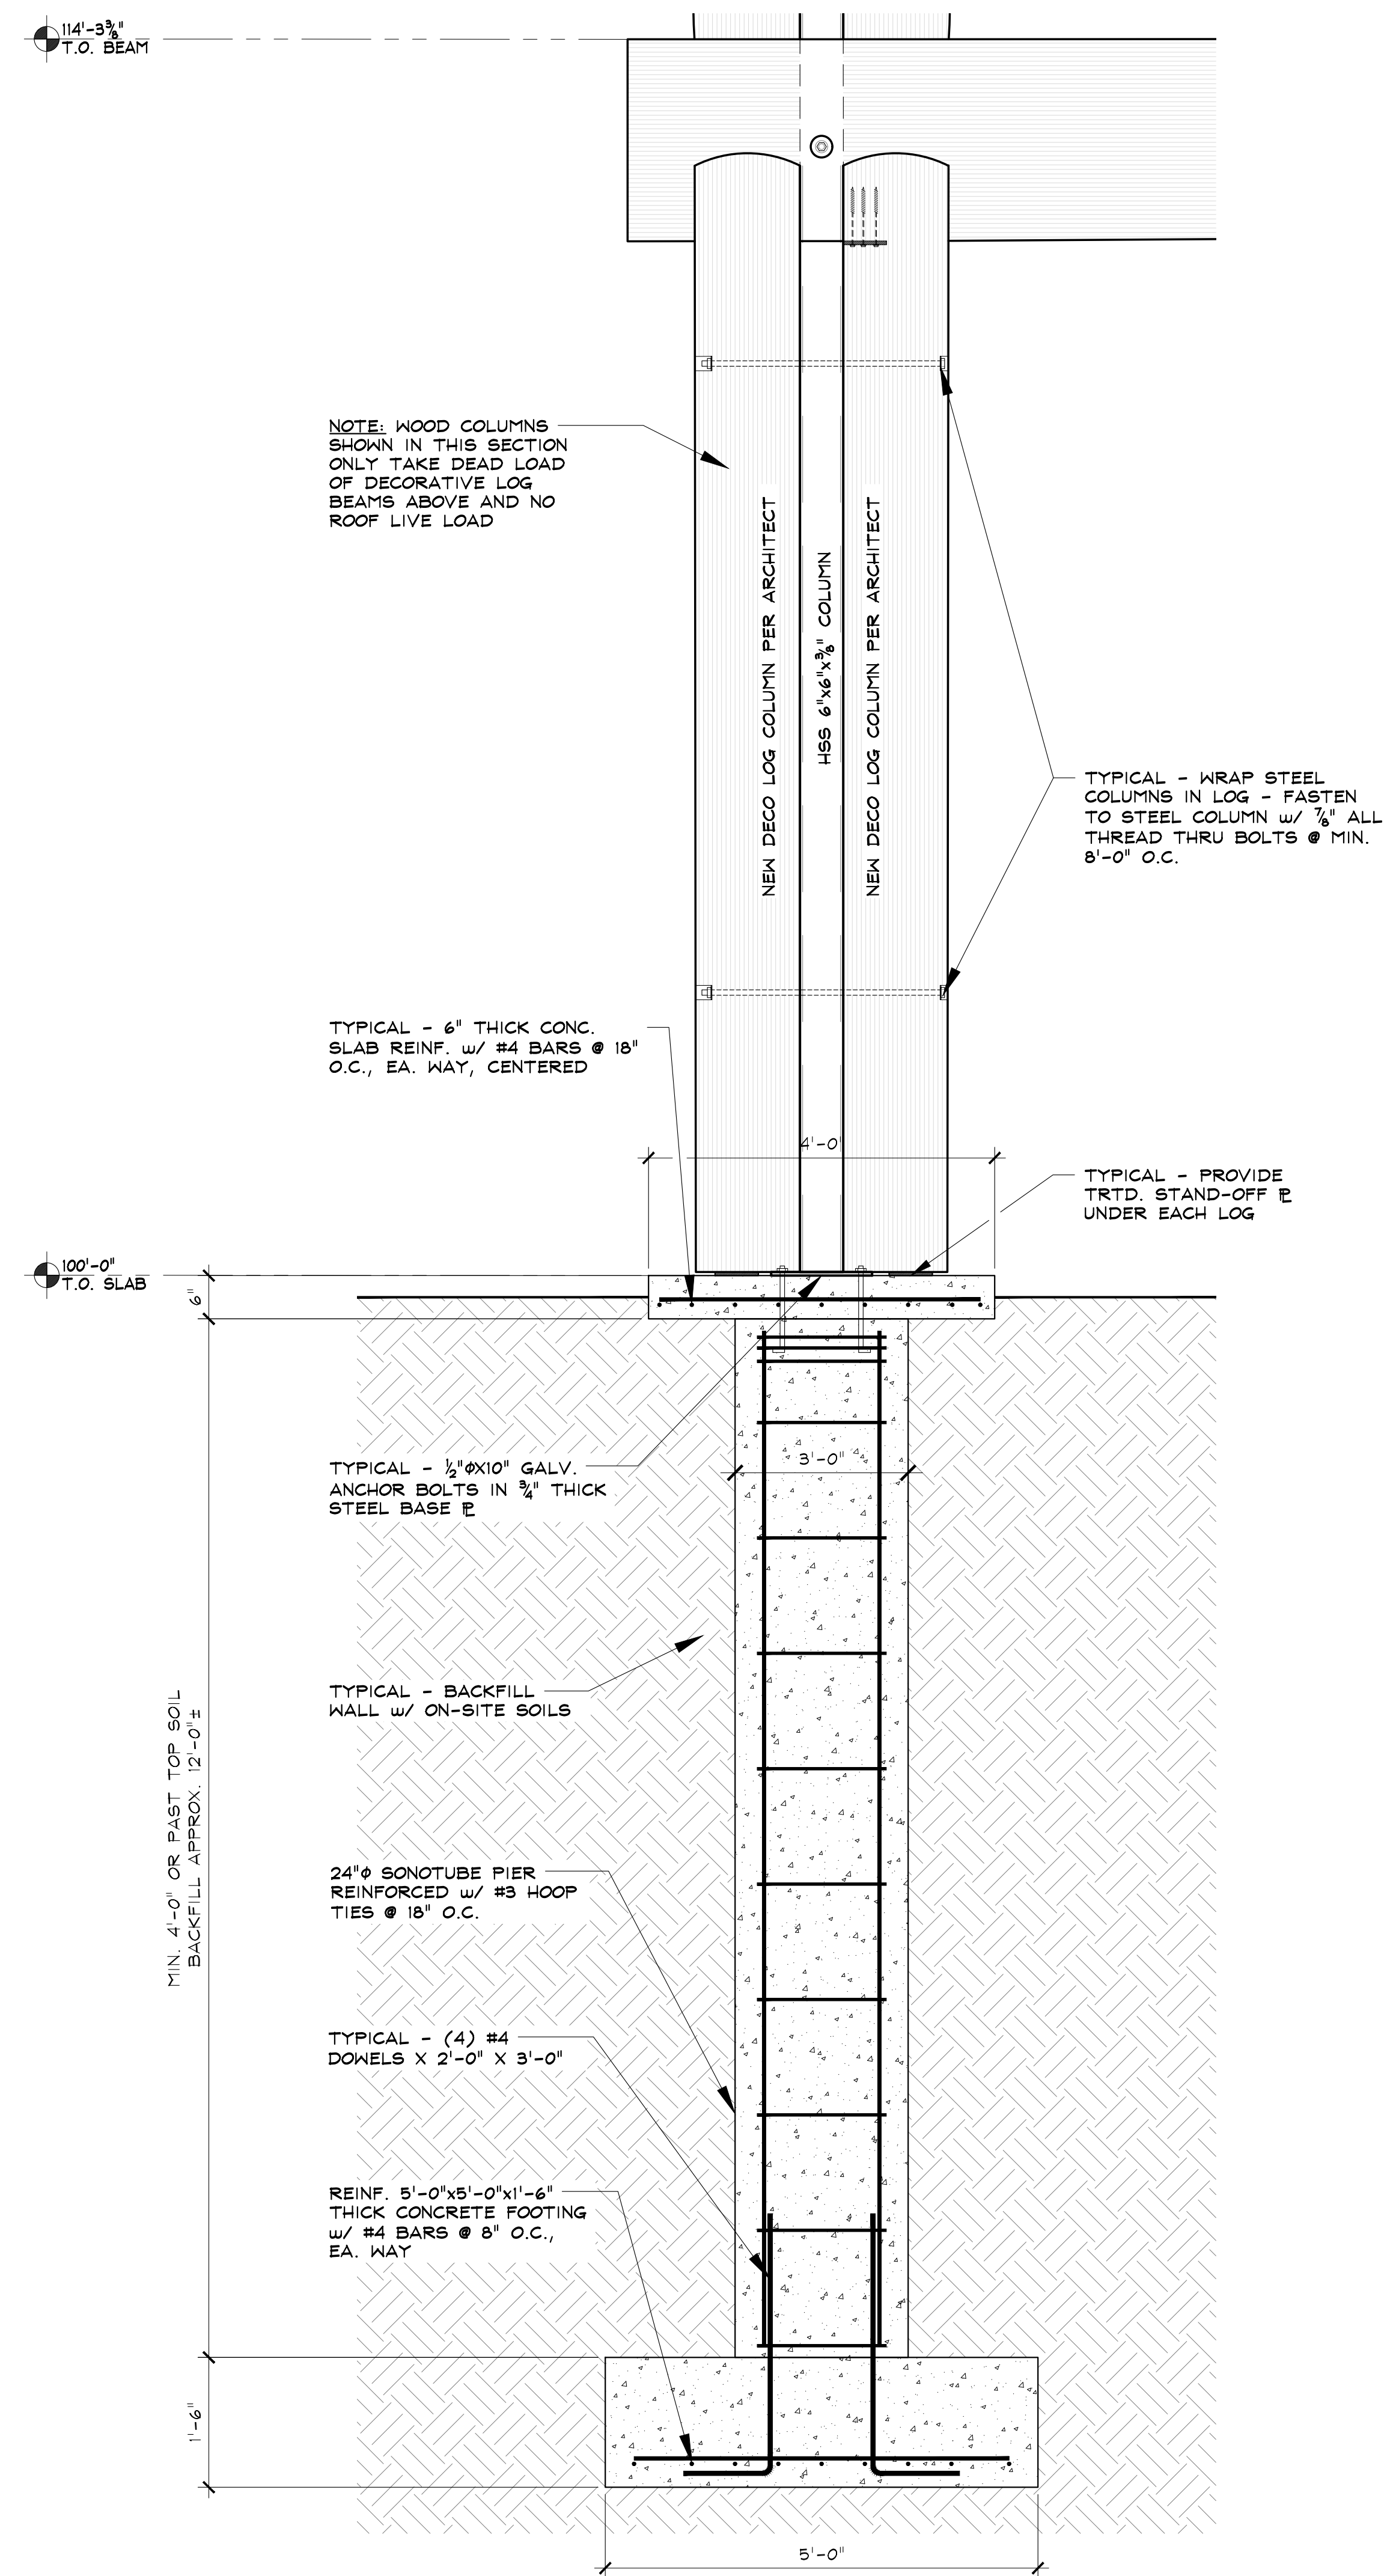 114'-3⅜"
T.O. BEAM
NOTE: WOOD COLUMNS
SHOWN IN THIS SECTION
ONLY TAKE DEAD LOAD
OF DECORATIVE LOG
BEAMS ABOVE AND NO
ROOF LIVE LOAD
NEW DECO LOG COLUMN PER ARCHITECT
HSS 6"x6"x⅜" COLUMN
NEW DECO LOG COLUMN PER ARCHITECT
TYPICAL - WRAP STEEL
COLUMNS IN LOG - FASTEN
TO STEEL COLUMN w/ ⅞" ALL
THREAD THRU BOLTS @ MIN.
8'-0" O.C.
TYPICAL - 6" THICK CONC.
SLAB REINF. w/ #4 BARS @ 18"
O.C., EA. WAY, CENTERED
4'-0"
TYPICAL - PROVIDE
TRTD. STAND-OFF ℙL
UNDER EACH LOG
100'-0"
T.O. SLAB
6"
TYPICAL - ½"φX10" GALV.
ANCHOR BOLTS IN ¾" THICK
STEEL BASE ℙL
3'-0"
TYPICAL - BACKFILL
WALL w/ ON-SITE SOILS
MIN. 4'-0" OR PAST TOP SOIL
BACKFILL APPROX. 12'-0"±
24"φ SONOTUBE PIER
REINFORCED w/ #3 HOOP
TIES @ 18" O.C.
TYPICAL - (4) #4
DOWELS X 2'-0" X 3'-0"
REINF. 5'-0"x5'-0"x1'-6"
THICK CONCRETE FOOTING
w/ #4 BARS @ 8" O.C.,
EA. WAY
1'-6"
5'-0"